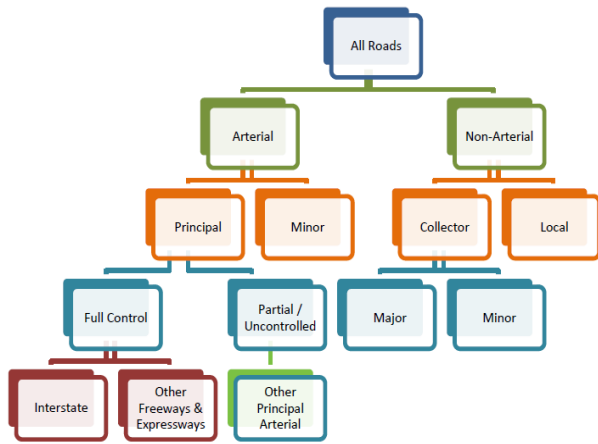 All Roads
Arterial
Non-Arterial
Principal
Minor
Collector
Local
Full Control
Partial /
Uncontrolled
Major
Minor
Interstate
Other
Freeways &
Expressways
Other
Principal
Arterial